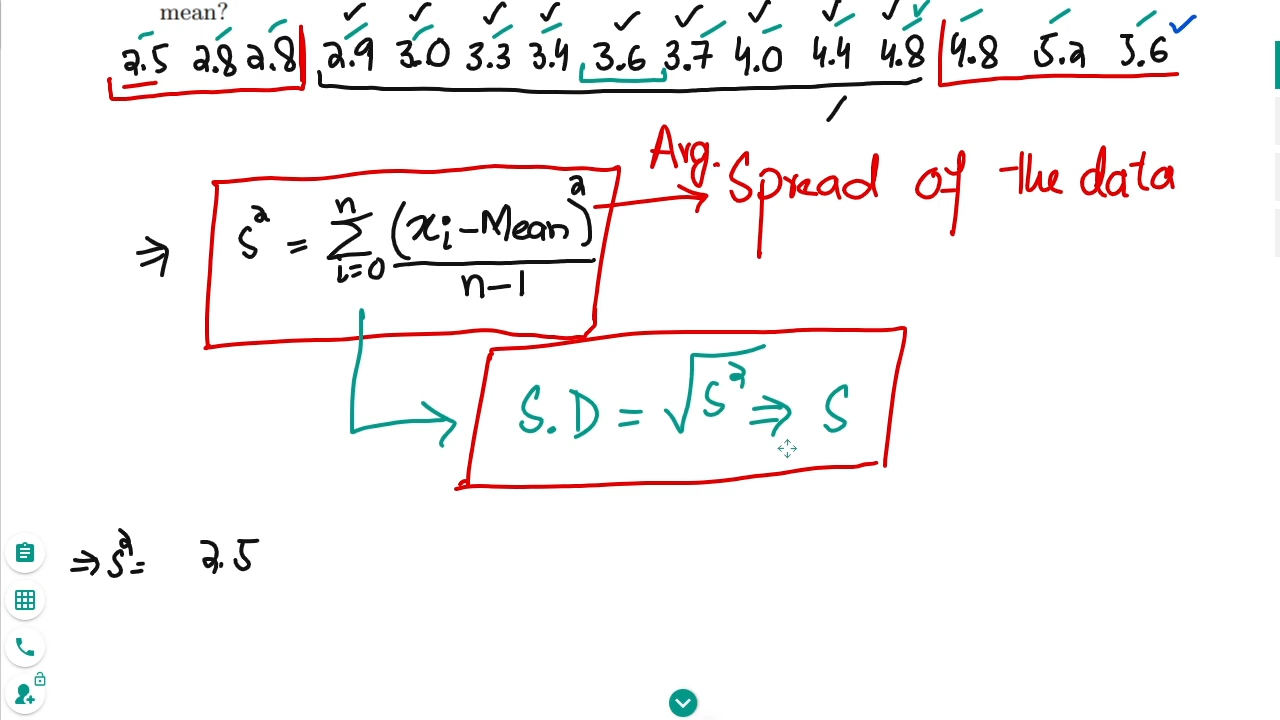 mean?
2.5 2.8 2.8 2.9 3.0 3.3 3.4 3.6 3.7 4.0 4.4 4.8 4.8 5.2 5.6
Avg. Spread of the data
⇒ S² = ∑ⁿᵢ₌₀ (xᵢ-Mean)² / n-1
S.D = √S² ⇒ S
⇒ S² = 2.5